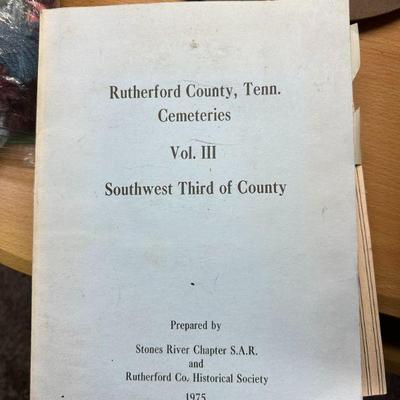 Rutherford County, Tenn.
Cemeteries
Vol. III
Southwest Third of County
Prepared by
Stones River Chapter S.A.R.
and
Rutherford Co. Historical Society
1975